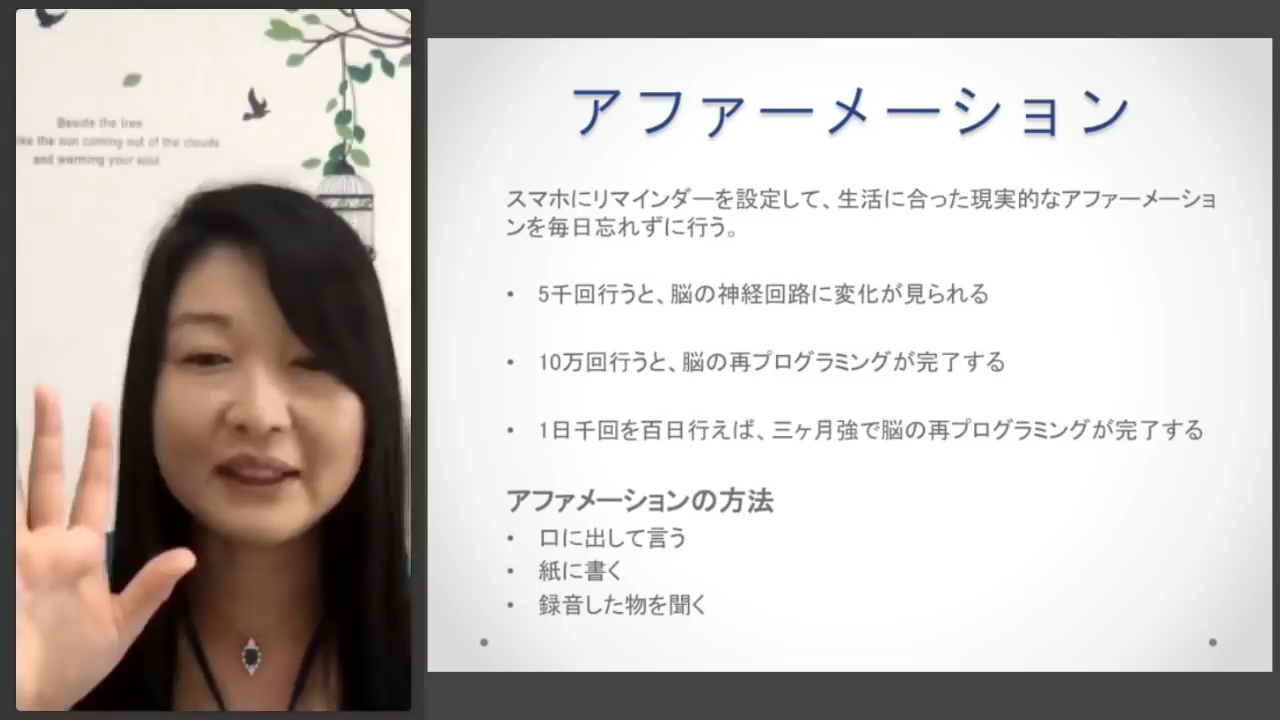 Beside the tree
ike the sun coming out of the clouds
and warming your soul
アファーメーション
スマホにリマインダーを設定して、生活に合った現実的なアファーメーショ
ンを毎日忘れずに行う。
• 5千回行うと、脳の神経回路に変化が見られる
• 10万回行うと、脳の再プログラミングが完了する
• 1日千回を百日行えば、三ヶ月強で脳の再プログラミングが完了する
アファメーションの方法
• 口に出して言う
• 紙に書く
• 録音した物を聞く